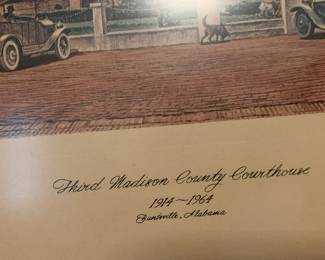 Third Madison County Courthouse
1914~1964
Huntsville, Alabama